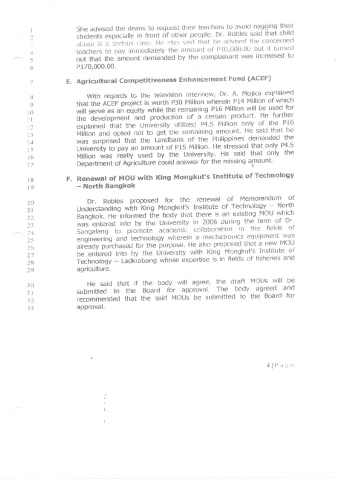 1 She advised the deans to request their teachers to avoid nagging their
2 students especially in front of other people. Dr. Robles said that child
3 abuse is a certain case. He also said that he advised the concerned
4 teachers to pay immediately the amount of P10,000.00 but it turned
5 out that the amount demanded by the complainant was increased to
6 P170,000.00.
7 E. Agricultural Competitiveness Enhancement Fund (ACEF)
8 With regards to the television interview, Dr. A. Mojica explained
9 that the ACEF project is worth P30 Million wherein P14 Million of which
10 will serve as an equity while the remaining P16 Million will be used for
11 the development and production of a certain product. He further
12 explained that the University utilized P4.5 Million only of the P16
13 Million and opted not to get the remaining amount. He said that he
14 was surprised that the Landbank of the Philippines demanded the
15 University to pay an amount of P15 Million. He stressed that only P4.5
16 Million was really used by the University. He said that only the
17 Department of Agriculture could answer for the missing amount.
18 F. Renewal of MOU with King Mongkut's Institute of Technology
19 – North Bangkok
20 Dr. Robles proposed for the renewal of Memorandum of
21 Understanding with King Mongkut's Institute of Technology – North
22 Bangkok. He informed the body that there is an existing MOU which
23 was entered into by the University in 2006 during the term of Dr.
24 Sangalang to promote academic collaboration in the fields of
25 engineering and technology wherein a mechatronics equipment was
26 already purchased for the purpose. He also proposed that a new MOU
27 be entered into by the University with King Mongkut's Institute of
28 Technology – Ladkrabang whose expertise is in fields of fisheries and
29 agriculture.
30 He said that if the body will agree, the draft MOUs will be
31 submitted to the Board for approval. The body agreed and
32 recommended that the said MOUs be submitted to the Board for
33 approval.
4 | P a g e